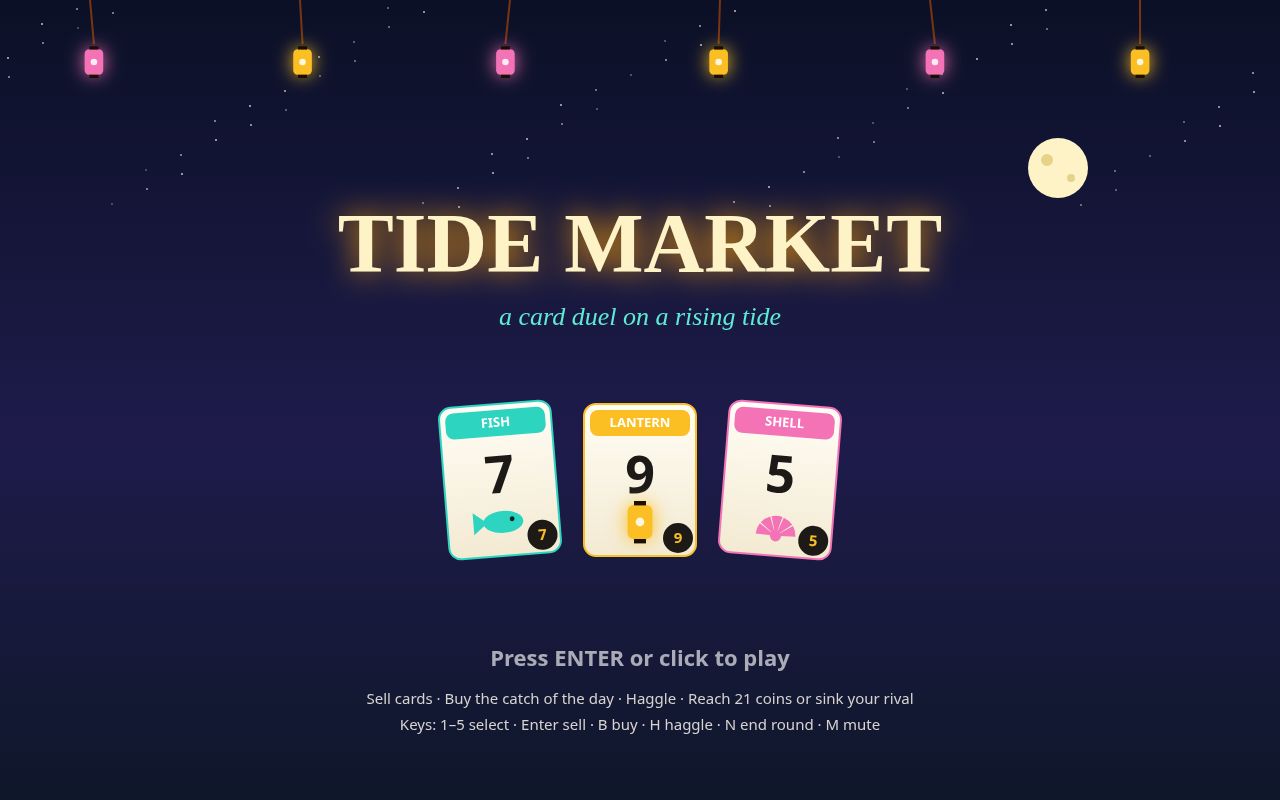 TIDE MARKET
a card duel on a rising tide
FISH
7
7
LANTERN
9
9
SHELL
5
5
Press ENTER or click to play
Sell cards · Buy the catch of the day · Haggle · Reach 21 coins or sink your rival
Keys: 1–5 select · Enter sell · B buy · H haggle · N end round · M mute